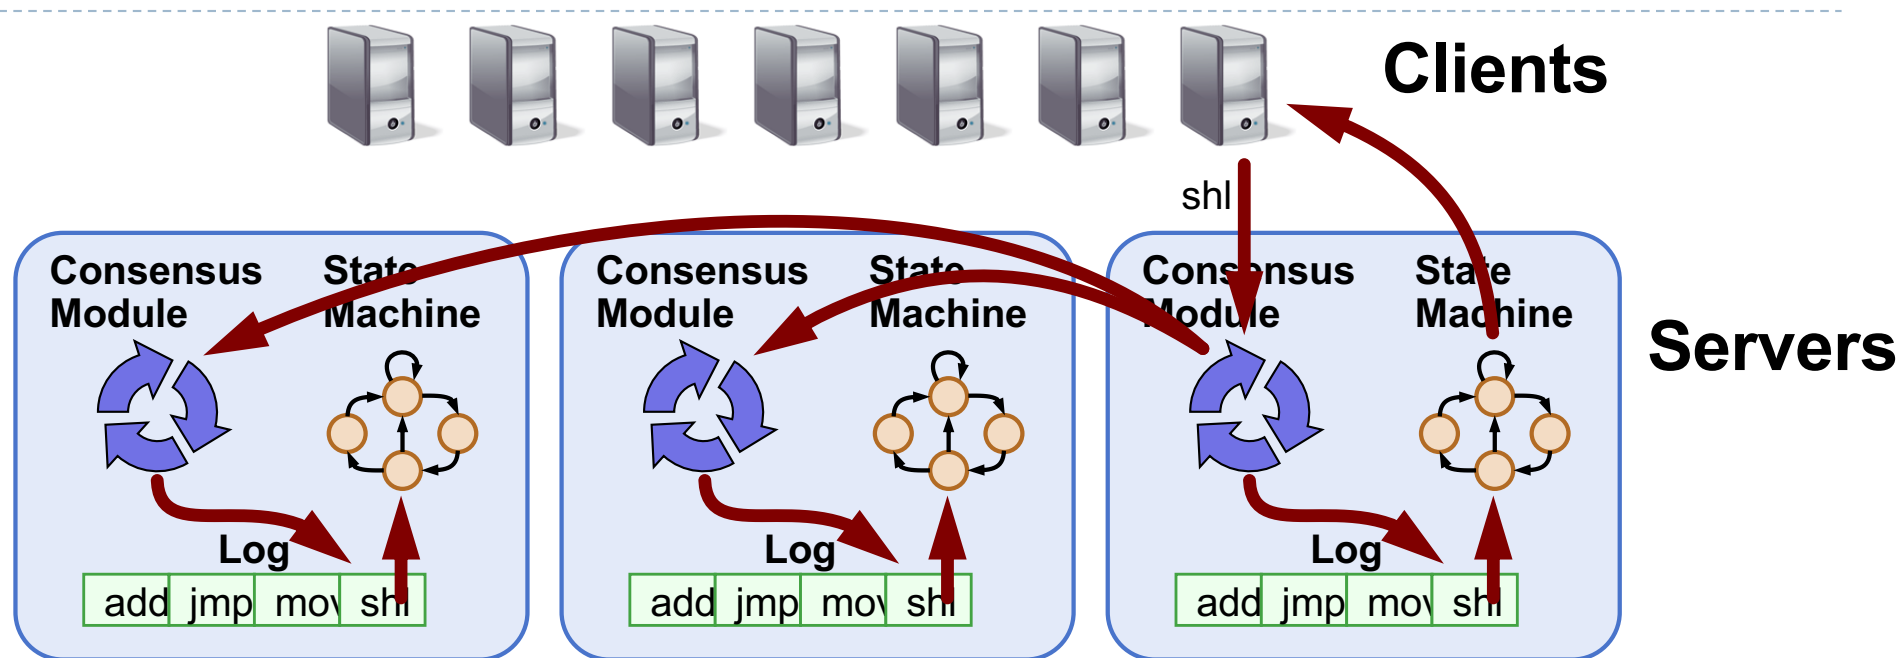 Clients
shl
Consensus Module
State Machine
Consensus Module
State Machine
Consensus Module
State Machine
Servers
Log
Log
Log
add jmp mov shl
add jmp mov shl
add jmp mov shl